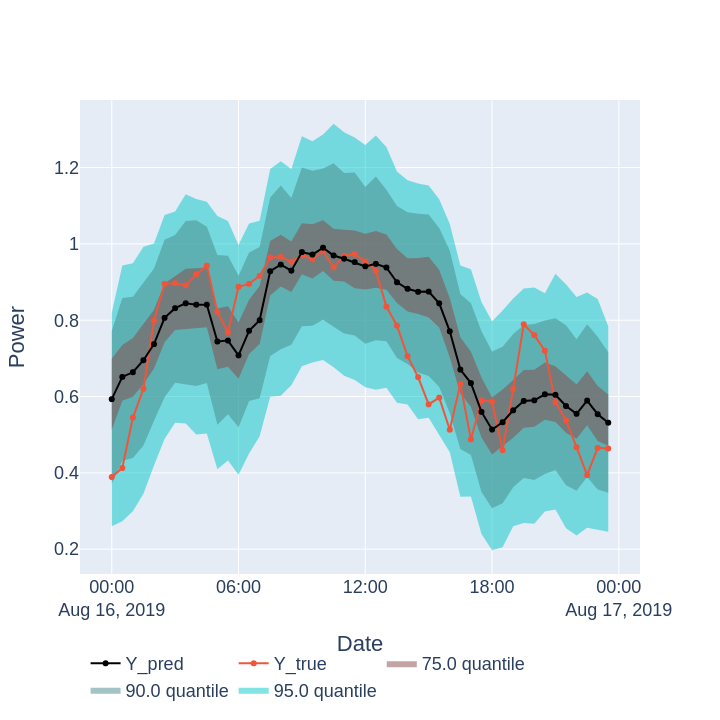 1.2
1
0.8
0.6
0.4
0.2
Power
00:00 06:00 12:00 18:00 00:00
Aug 16, 2019 Aug 17, 2019
Date
Y_pred Y_true 75.0 quantile
90.0 quantile 95.0 quantile